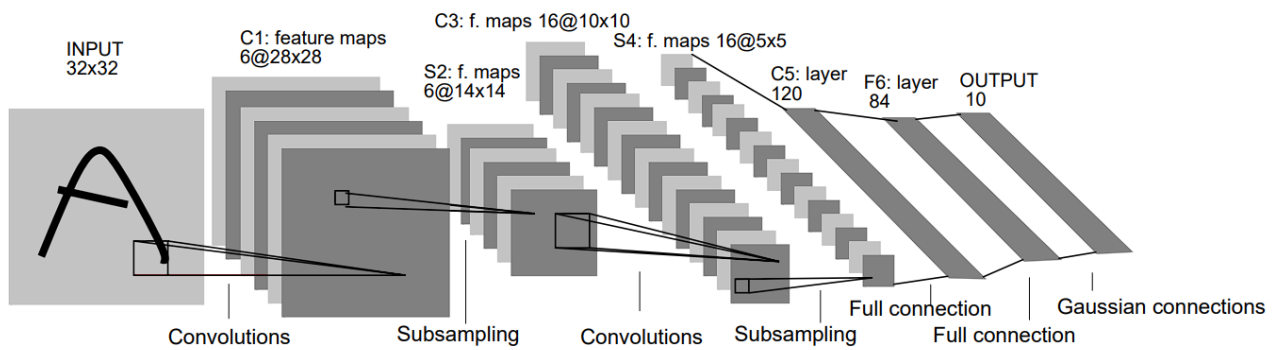 INPUT
32x32
C1: feature maps
6@28x28
S2: f. maps
6@14x14
C3: f. maps 16@10x10
S4: f. maps 16@5x5
C5: layer
120
F6: layer
84
OUTPUT
10
Convolutions
Subsampling
Convolutions
Subsampling
Full connection
Full connection
Gaussian connections